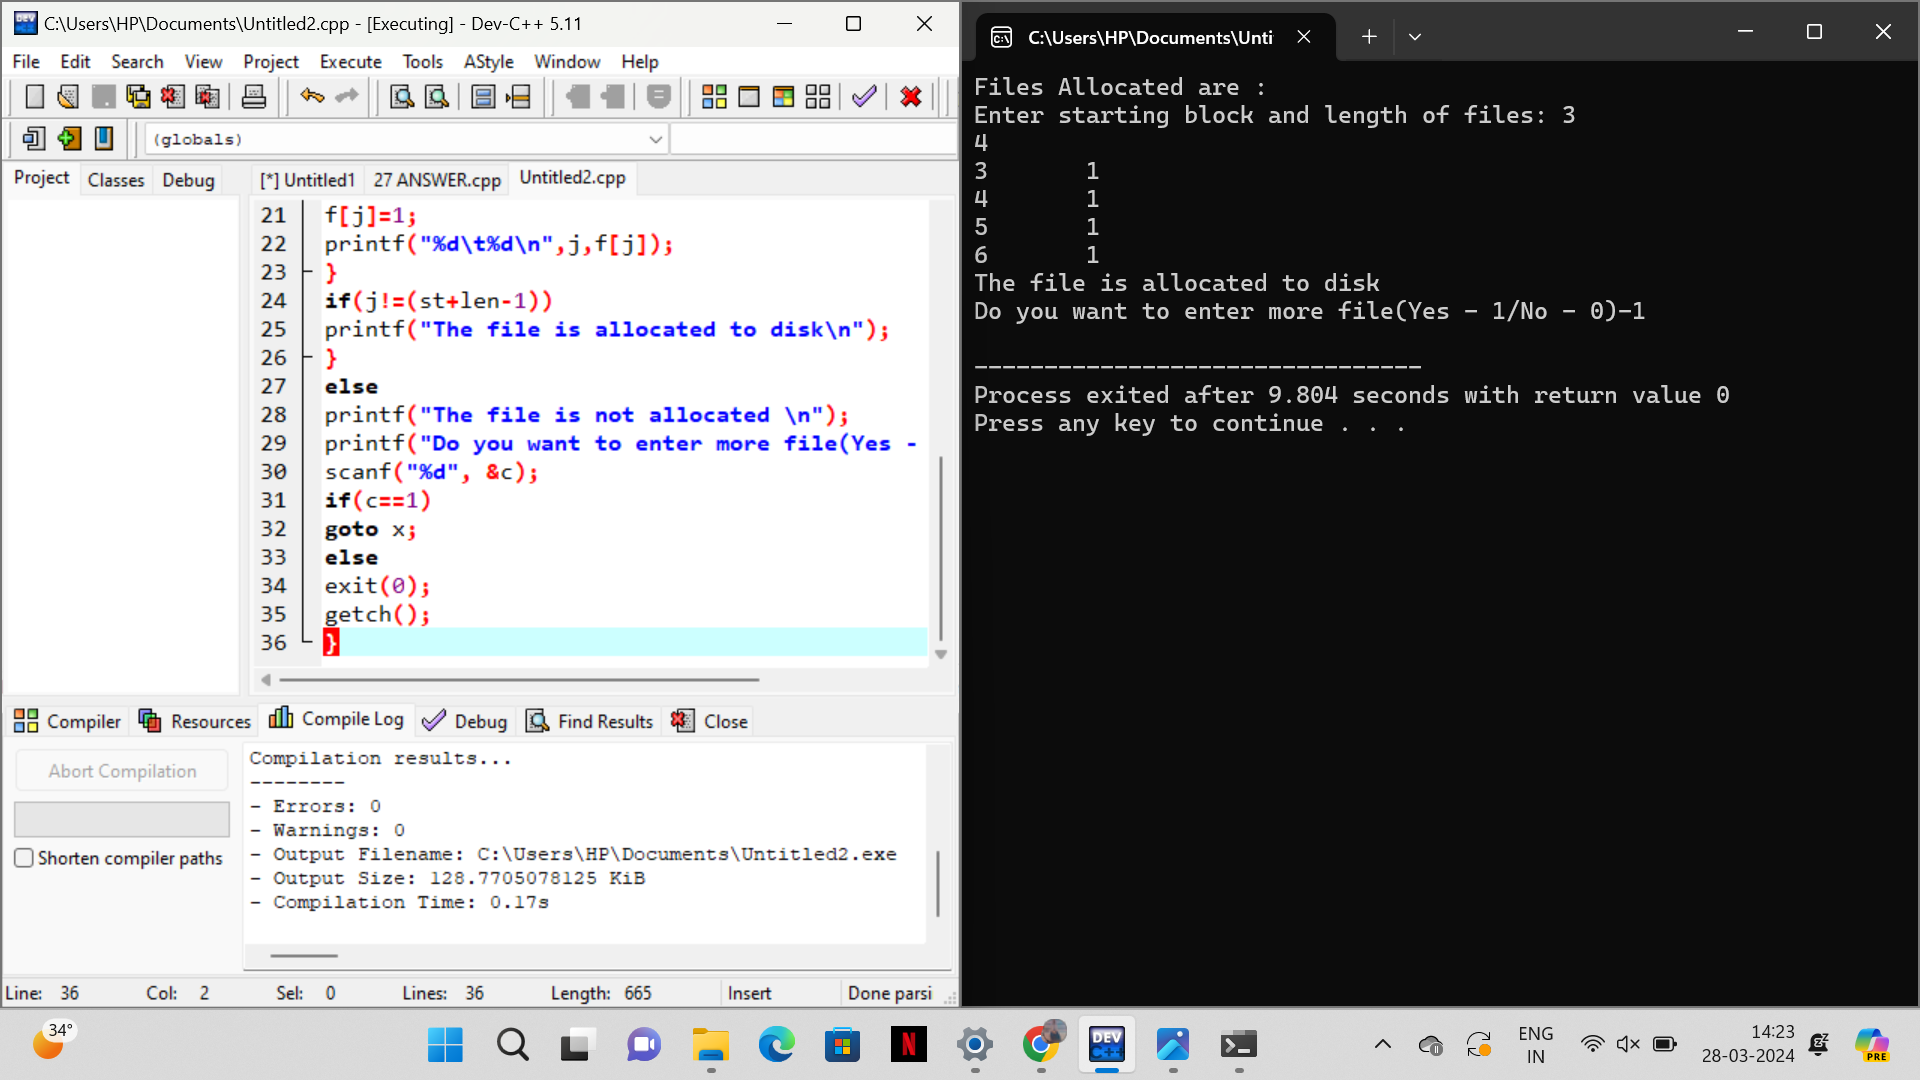 C:\Users\HP\Documents\Untitled2.cpp - [Executing] - Dev-C++ 5.11
File Edit Search View Project Execute Tools AStyle Window Help
(globals)
Project Classes Debug
[*] Untitled1 27 ANSWER.cpp Untitled2.cpp
21 f[j]=1;
22 printf("%d\t%d\n",j,f[j]);
23 }
24 if(j!=(st+len-1))
25 printf("The file is allocated to disk\n");
26 }
27 else
28 printf("The file is not allocated \n");
29 printf("Do you want to enter more file(Yes -
30 scanf("%d", &c);
31 if(c==1)
32 goto x;
33 else
34 exit(0);
35 getch();
36 }
Compiler Resources Compile Log Debug Find Results Close
Abort Compilation
Shorten compiler paths
Compilation results...
--------
- Errors: 0
- Warnings: 0
- Output Filename: C:\Users\HP\Documents\Untitled2.exe
- Output Size: 128.7705078125 KiB
- Compilation Time: 0.17s
Line: 36 Col: 2 Sel: 0 Lines: 36 Length: 665 Insert Done parsi
C:\Users\HP\Documents\Unti
Files Allocated are :
Enter starting block and length of files: 3
4
3 1
4 1
5 1
6 1
The file is allocated to disk
Do you want to enter more file(Yes - 1/No - 0)-1
--------------------------------
Process exited after 9.804 seconds with return value 0
Press any key to continue . . .
34°
N
DEV
C++
ENG
IN
14:23
28-03-2024
PRE